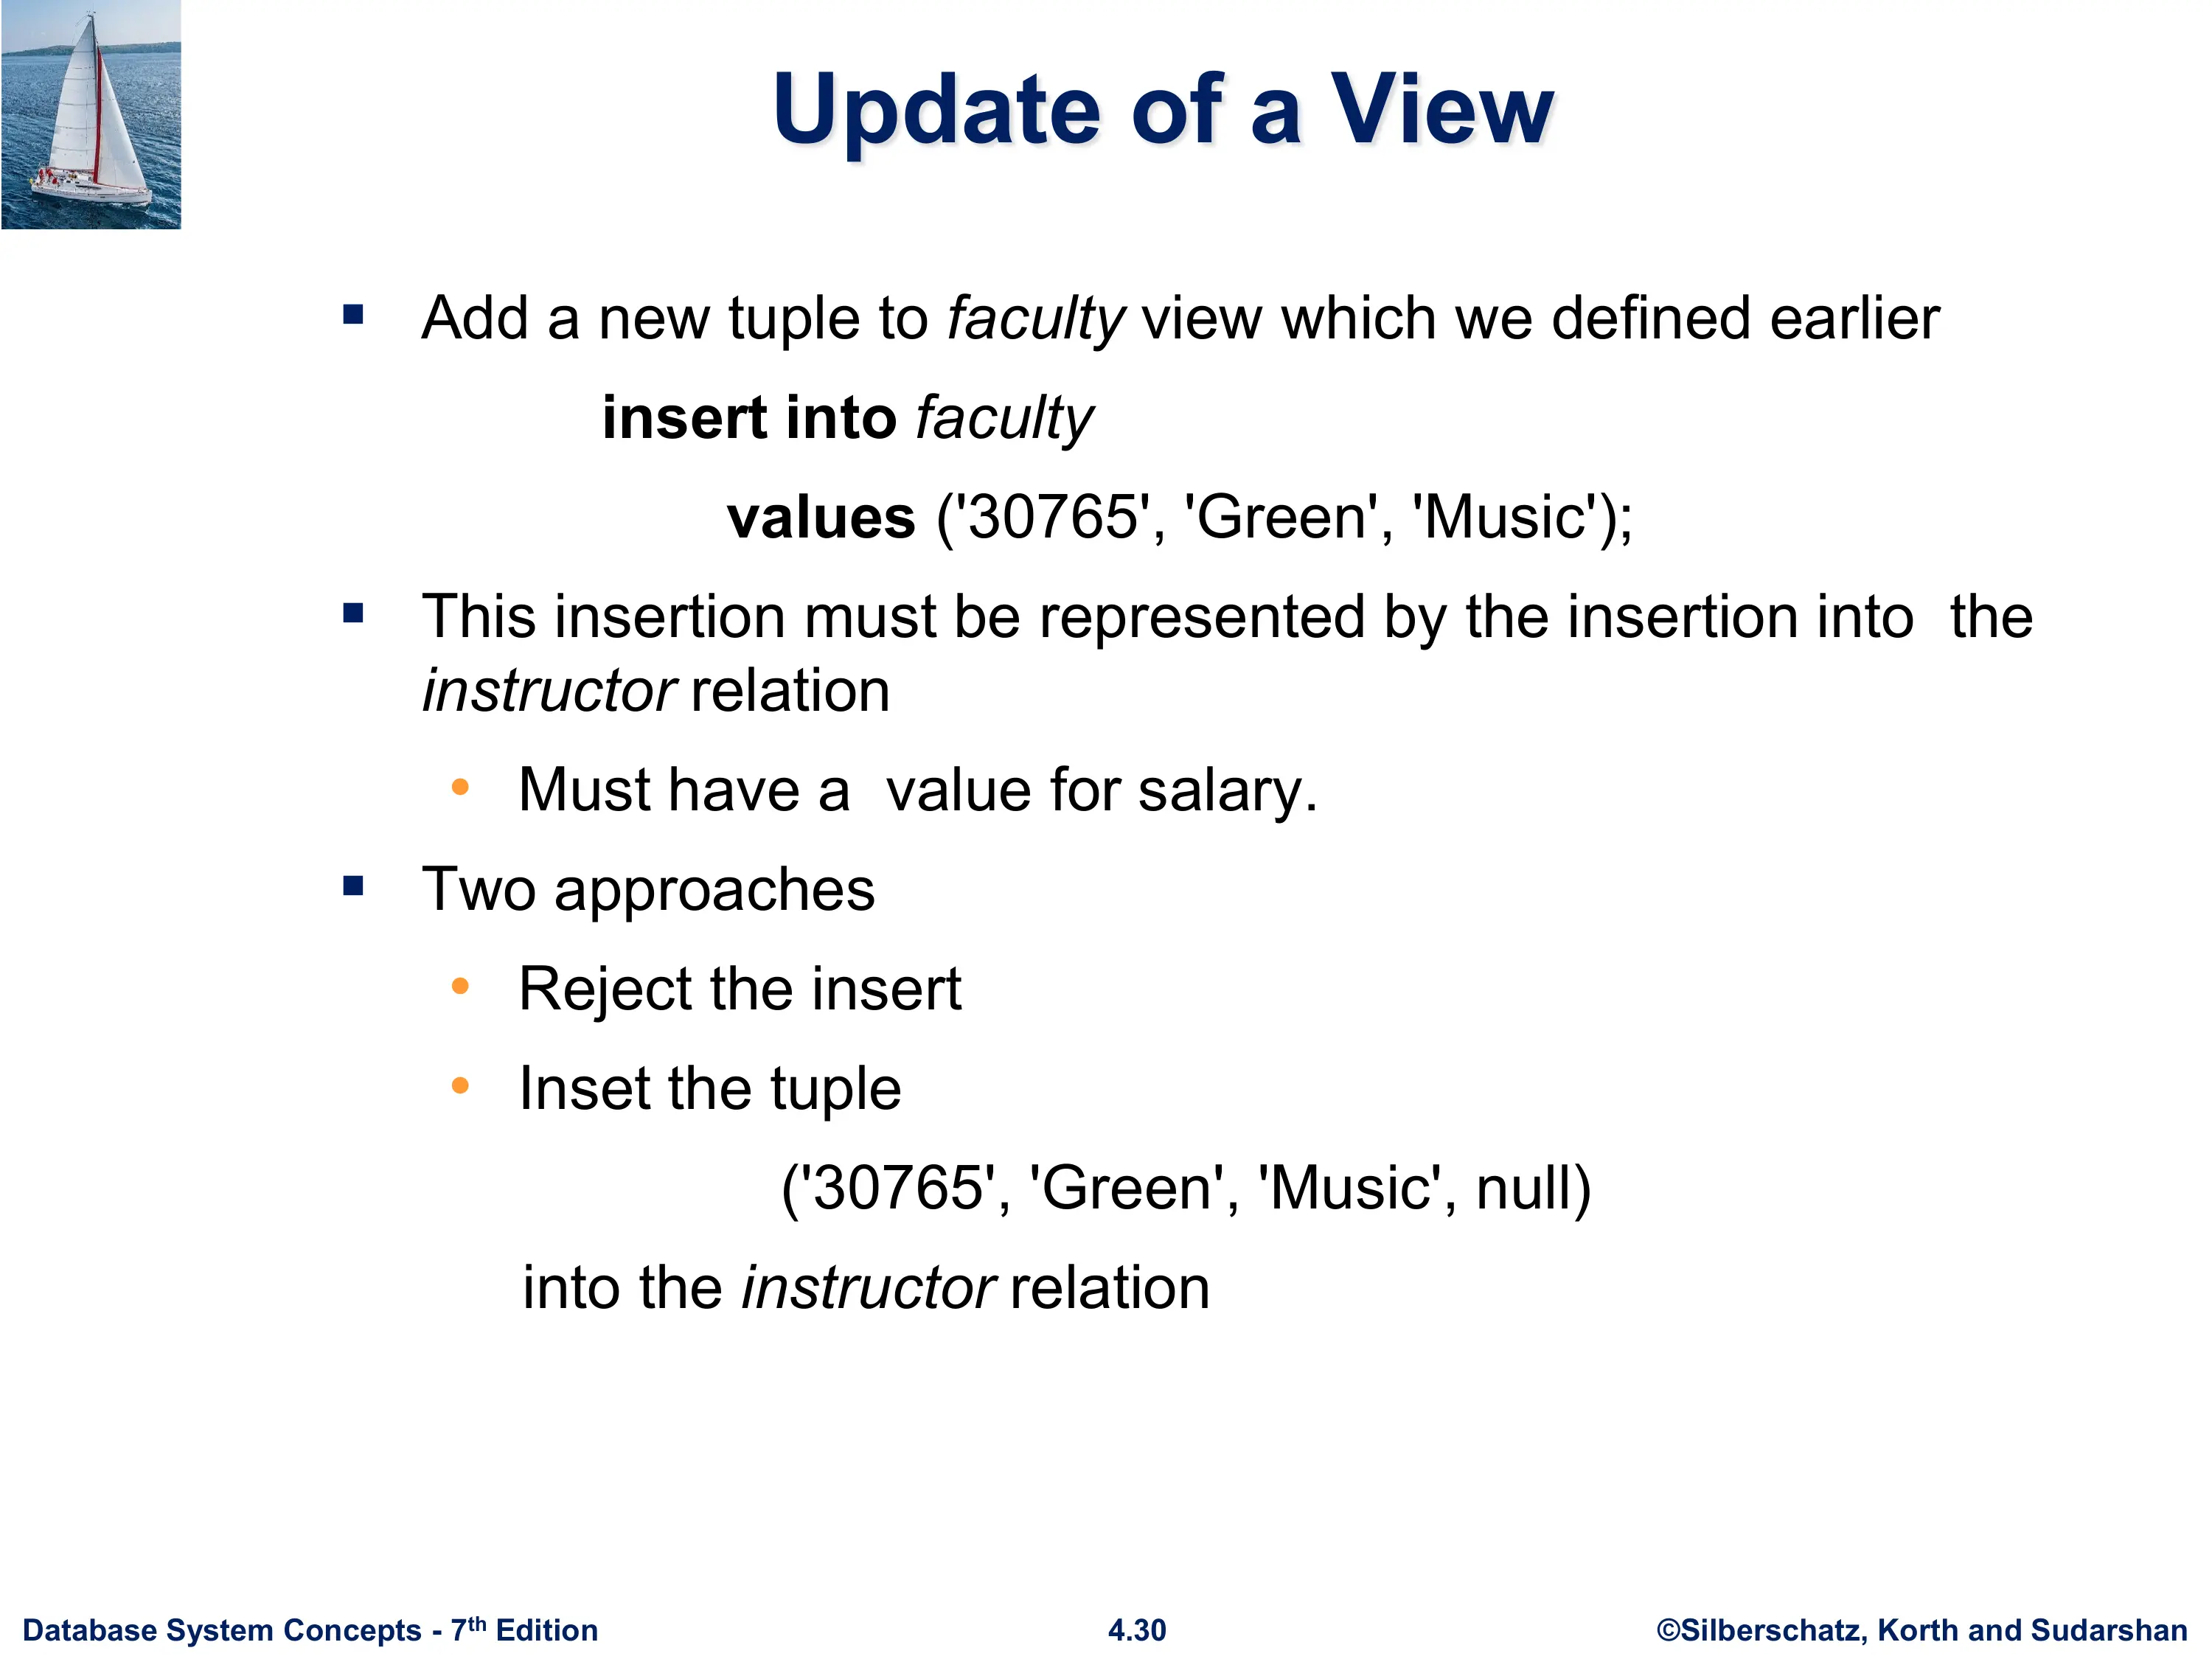 Update of a View
▪ Add a new tuple to faculty view which we defined earlier
insert into faculty
values ('30765', 'Green', 'Music');
▪ This insertion must be represented by the insertion into  the
instructor relation
• Must have a  value for salary.
▪ Two approaches
• Reject the insert
• Inset the tuple
('30765', 'Green', 'Music', null)
into the instructor relation
Database System Concepts - 7th Edition
4.30
©Silberschatz, Korth and Sudarshan